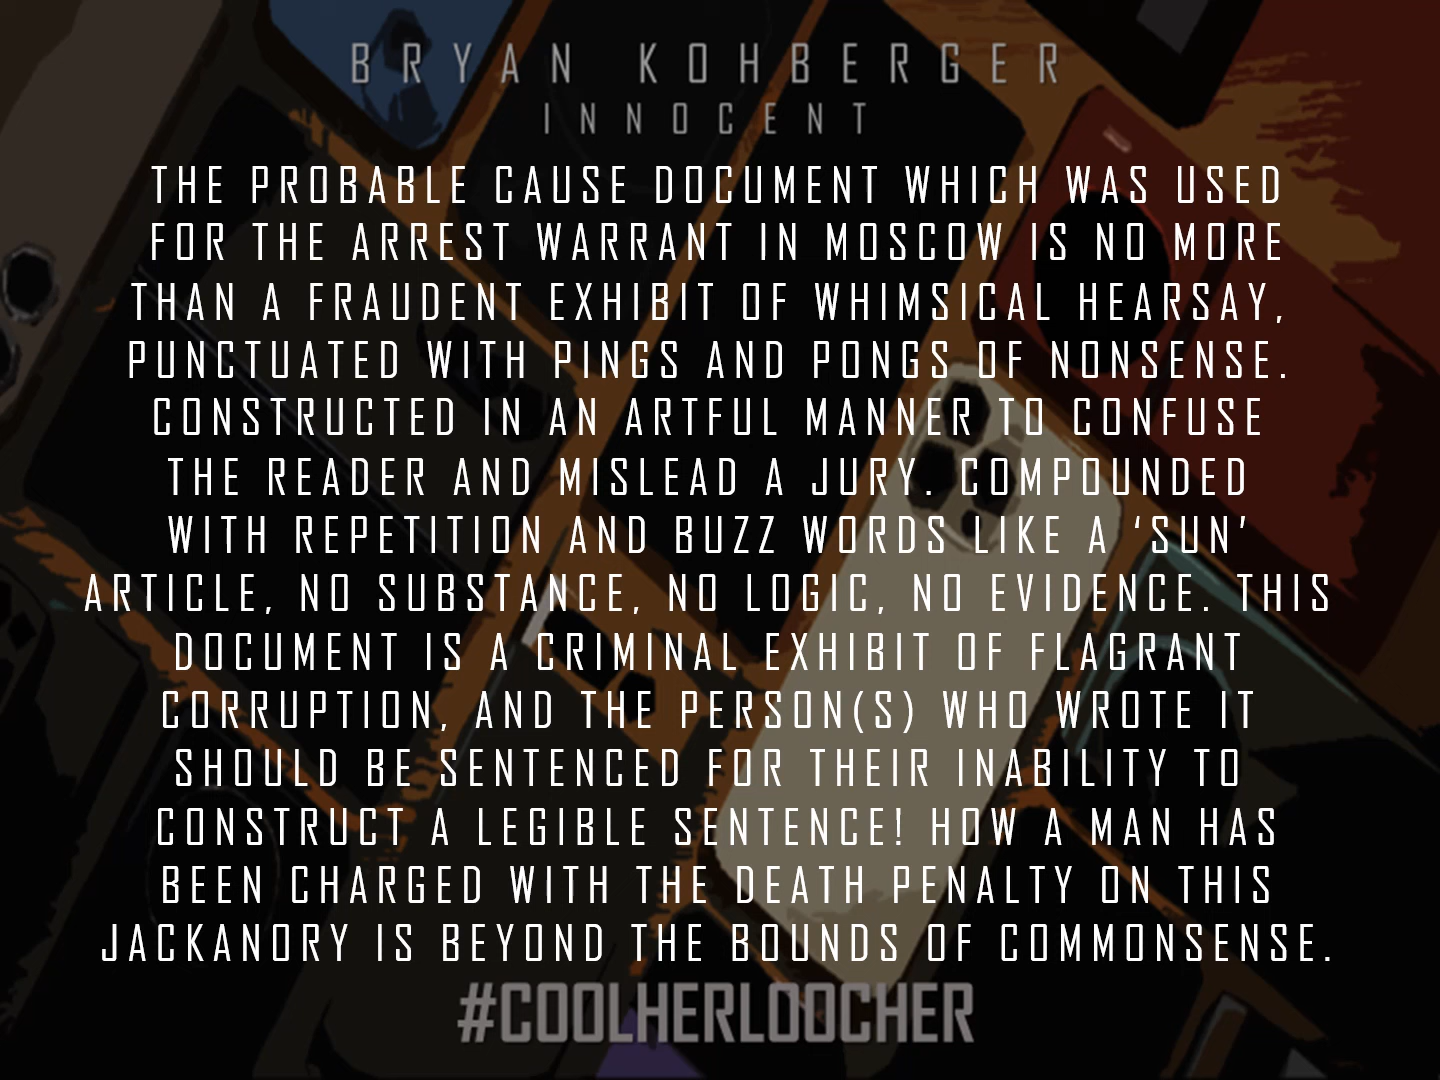 BRYAN KOHBERGER
INNOCENT
THE PROBABLE CAUSE DOCUMENT WHICH WAS USED
FOR THE ARREST WARRANT IN MOSCOW IS NO MORE
THAN A FRAUDENT EXHIBIT OF WHIMSICAL HEARSAY,
PUNCTUATED WITH PINGS AND PONGS OF NONSENSE.
CONSTRUCTED IN AN ARTFUL MANNER TO CONFUSE
THE READER AND MISLEAD A JURY. COMPOUNDED
WITH REPETITION AND BUZZ WORDS LIKE A ‘SUN’
ARTICLE, NO SUBSTANCE, NO LOGIC, NO EVIDENCE. THIS
DOCUMENT IS A CRIMINAL EXHIBIT OF FLAGRANT
CORRUPTION, AND THE PERSON(S) WHO WROTE IT
SHOULD BE SENTENCED FOR THEIR INABILITY TO
CONSTRUCT A LEGIBLE SENTENCE! HOW A MAN HAS
BEEN CHARGED WITH THE DEATH PENALTY ON THIS
JACKANORY IS BEYOND THE BOUNDS OF COMMONSENSE.
#COOLHERLOOCHER